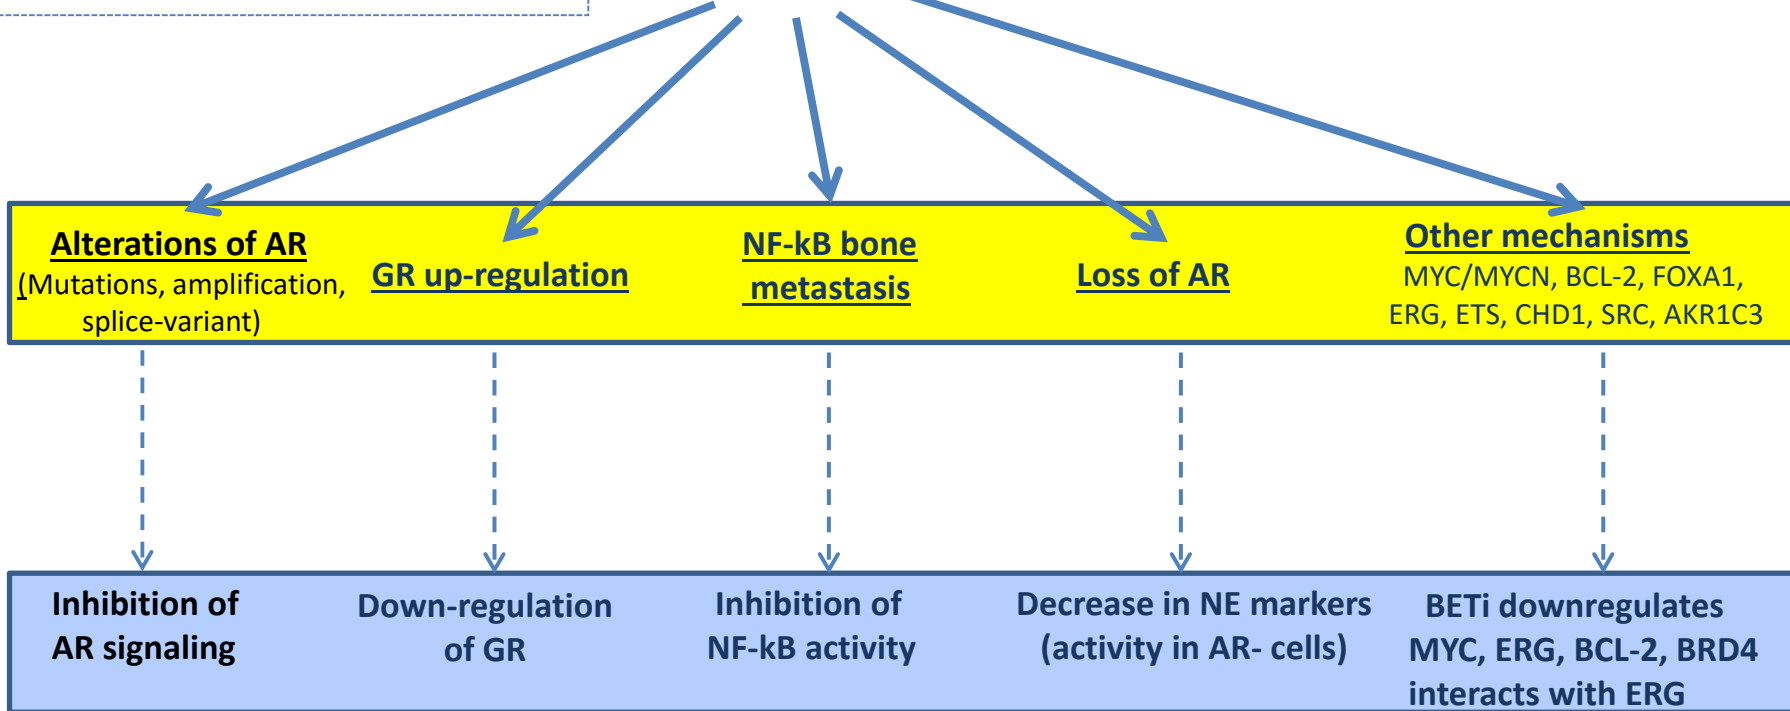 Alterations of AR
(Mutations, amplification,
splice-variant)
GR up-regulation
NF-kB bone
metastasis
Loss of AR
Other mechanisms
MYC/MYCN, BCL-2, FOXA1,
ERG, ETS, CHD1, SRC, AKR1C3
Inhibition of
AR signaling
Down-regulation
of GR
Inhibition of
NF-kB activity
Decrease in NE markers
(activity in AR- cells)
BETi downregulates
MYC, ERG, BCL-2, BRD4
interacts with ERG